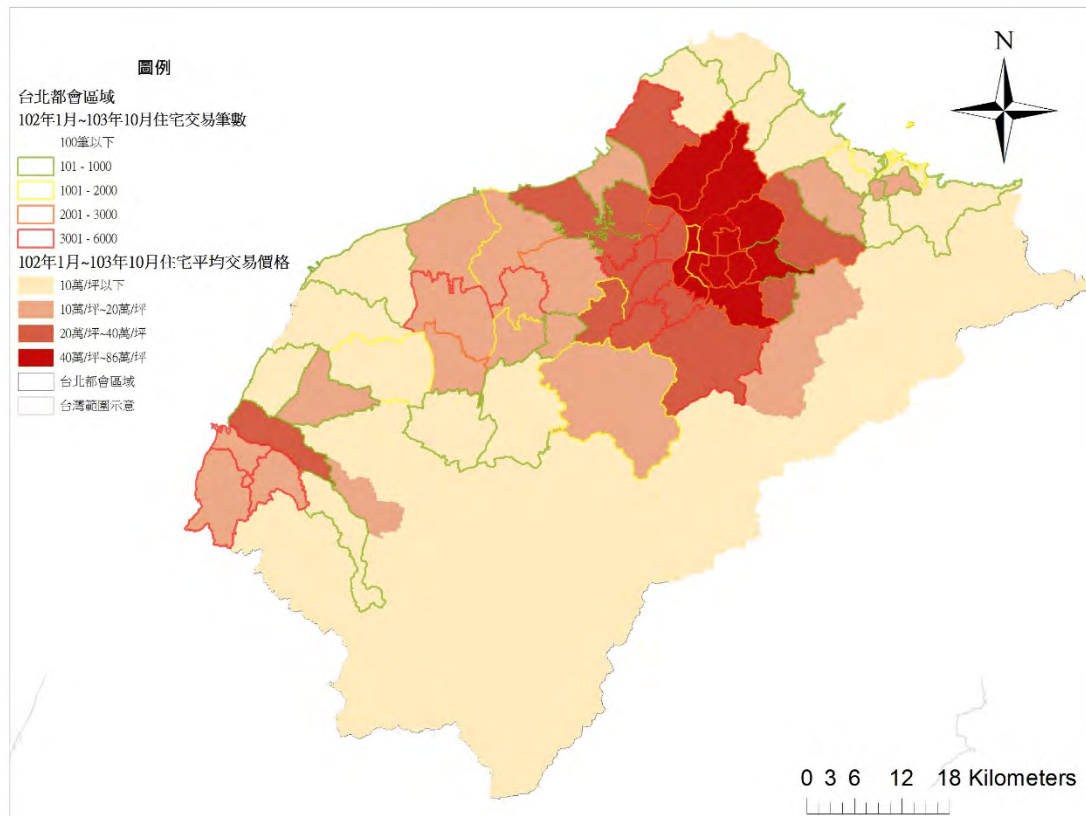 圖例
台北都會區域
102年1月~103年10月住宅交易筆數
100筆以下
101 - 1000
1001 - 2000
2001 - 3000
3001 - 6000
102年1月~103年10月住宅平均交易價格
10萬/坪以下
10萬/坪~20萬/坪
20萬/坪~40萬/坪
40萬/坪~86萬/坪
台北都會區域
台灣範圍示意
N
0 3 6 12 18 Kilometers